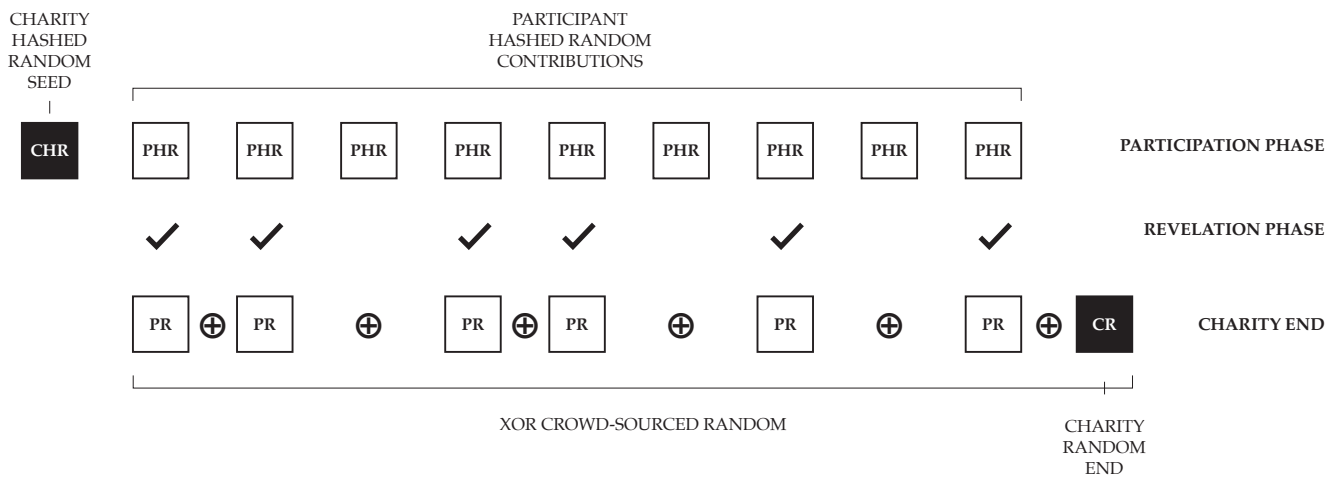 CHARITY
HASHED
RANDOM
SEED
PARTICIPANT
HASHED RANDOM
CONTRIBUTIONS
CHR PHR PHR PHR PHR PHR PHR PHR PHR PHR PARTICIPATION PHASE
REVELATION PHASE
PR ⊕ PR ⊕ PR ⊕ PR ⊕ PR ⊕ PR ⊕ CR CHARITY END
XOR CROWD-SOURCED RANDOM
CHARITY
RANDOM
END